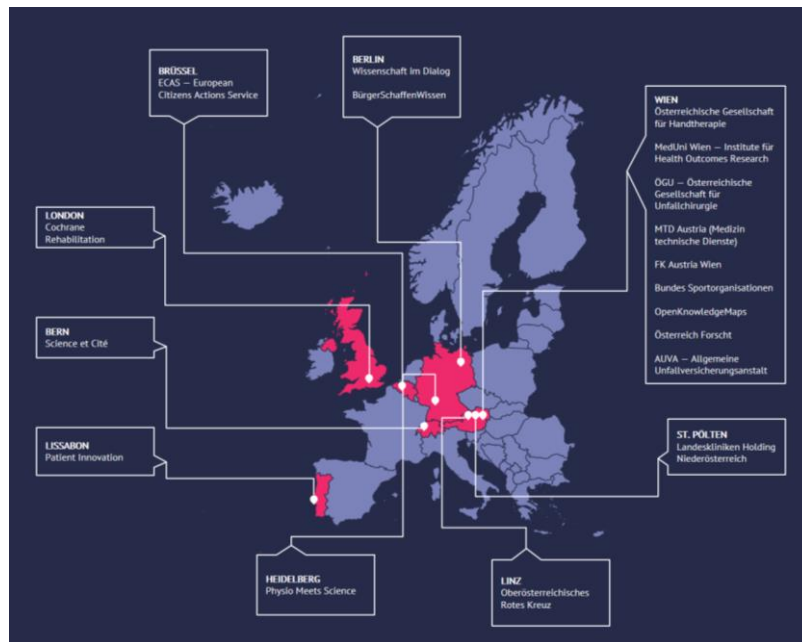 BRÜSSEL
ECAS — European
Citizens Actions Service
BERLIN
Wissenschaft im Dialog
BürgerSchaffenWissen
WIEN
Österreichische Gesellschaft
für Handtherapie
MedUni Wien — Institute for
Health Outcomes Research
ÖGU — Österreichische
Gesellschaft für
Unfallchirurgie
MTD Austria (Medizin
technische Dienste)
FK Austria Wien
Bundes Sportorganisationen
OpenKnowledgeMaps
Österreich Forscht
AUVA — Allgemeine
Unfallversicherungsanstalt
LONDON
Cochrane
Rehabilitation
BERN
Science et Cité
LISSABON
Patient Innovation
ST. PÖLTEN
Landeskliniken Holding
Niederösterreich
HEIDELBERG
Physio Meets Science
LINZ
Oberösterreichisches
Rotes Kreuz